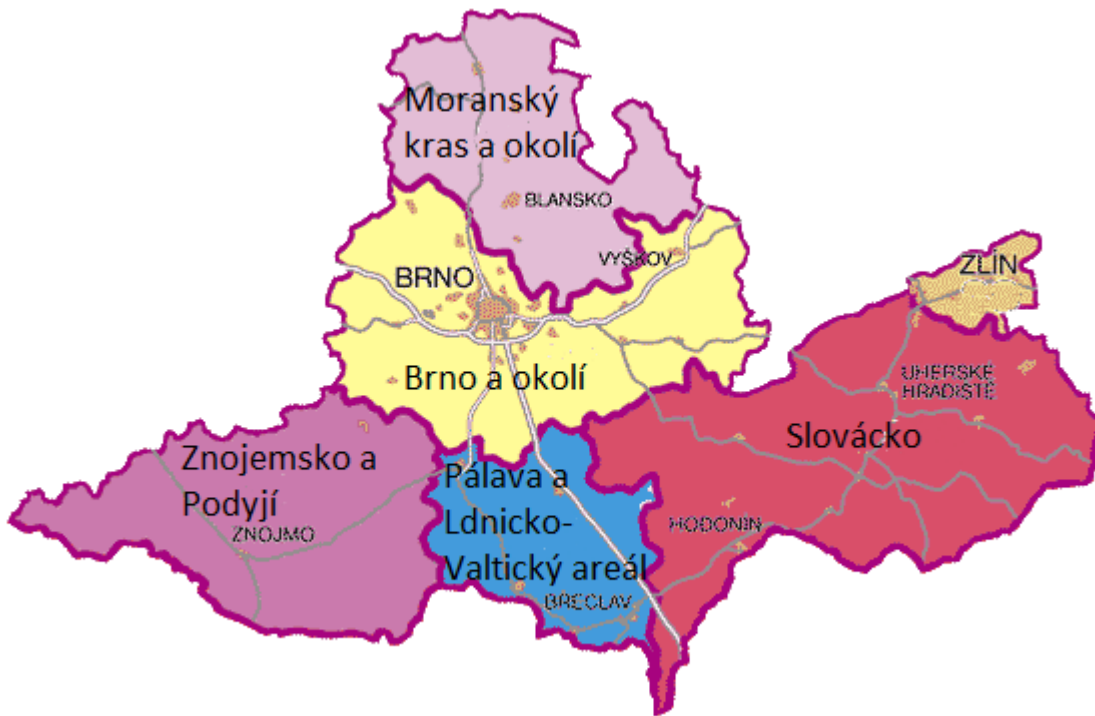 Moranský
kras a okolí
BLANSKO
VYŠKOV
BRNO
ZLÍN
Brno a okolí
UHERSKÉ
HRADIŠTĚ
Slovácko
Znojemsko a
Podyjí
ZNOJMO
Pálava a
Ldnicko-
Valtický areál
HODONÍN
BŘECLAV